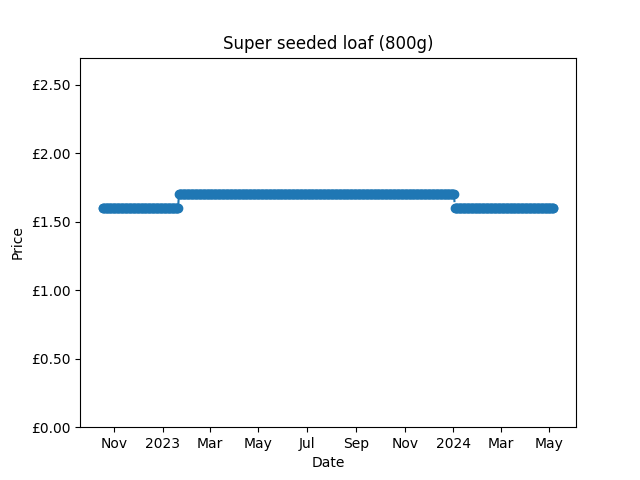 Super seeded loaf (800g)
£2.50
£2.00
£1.50
£1.00
£0.50
£0.00
Price
Nov 2023 Mar May Jul Sep Nov 2024 Mar May
Date